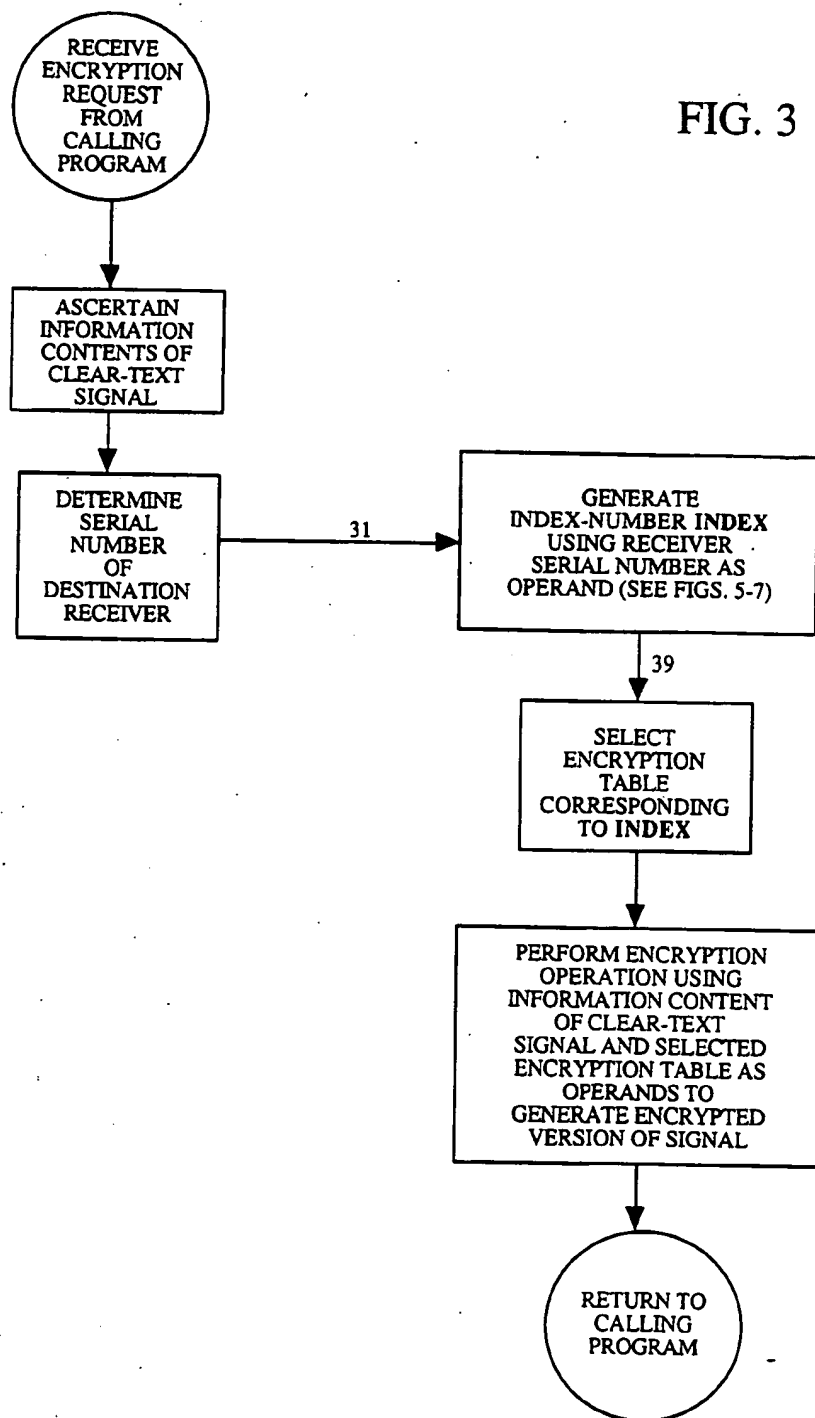 RECEIVE
ENCRYPTION
REQUEST
FROM
CALLING
PROGRAM
FIG. 3
ASCERTAIN
INFORMATION
CONTENTS OF
CLEAR-TEXT
SIGNAL
DETERMINE
SERIAL
NUMBER
OF
DESTINATION
RECEIVER
31
GENERATE
INDEX-NUMBER INDEX
USING RECEIVER
SERIAL NUMBER AS
OPERAND (SEE FIGS. 5-7)
39
SELECT
ENCRYPTION
TABLE
CORRESPONDING
TO INDEX
PERFORM ENCRYPTION
OPERATION USING
INFORMATION CONTENT
OF CLEAR-TEXT
SIGNAL AND SELECTED
ENCRYPTION TABLE AS
OPERANDS TO
GENERATE ENCRYPTED
VERSION OF SIGNAL
RETURN TO
CALLING
PROGRAM